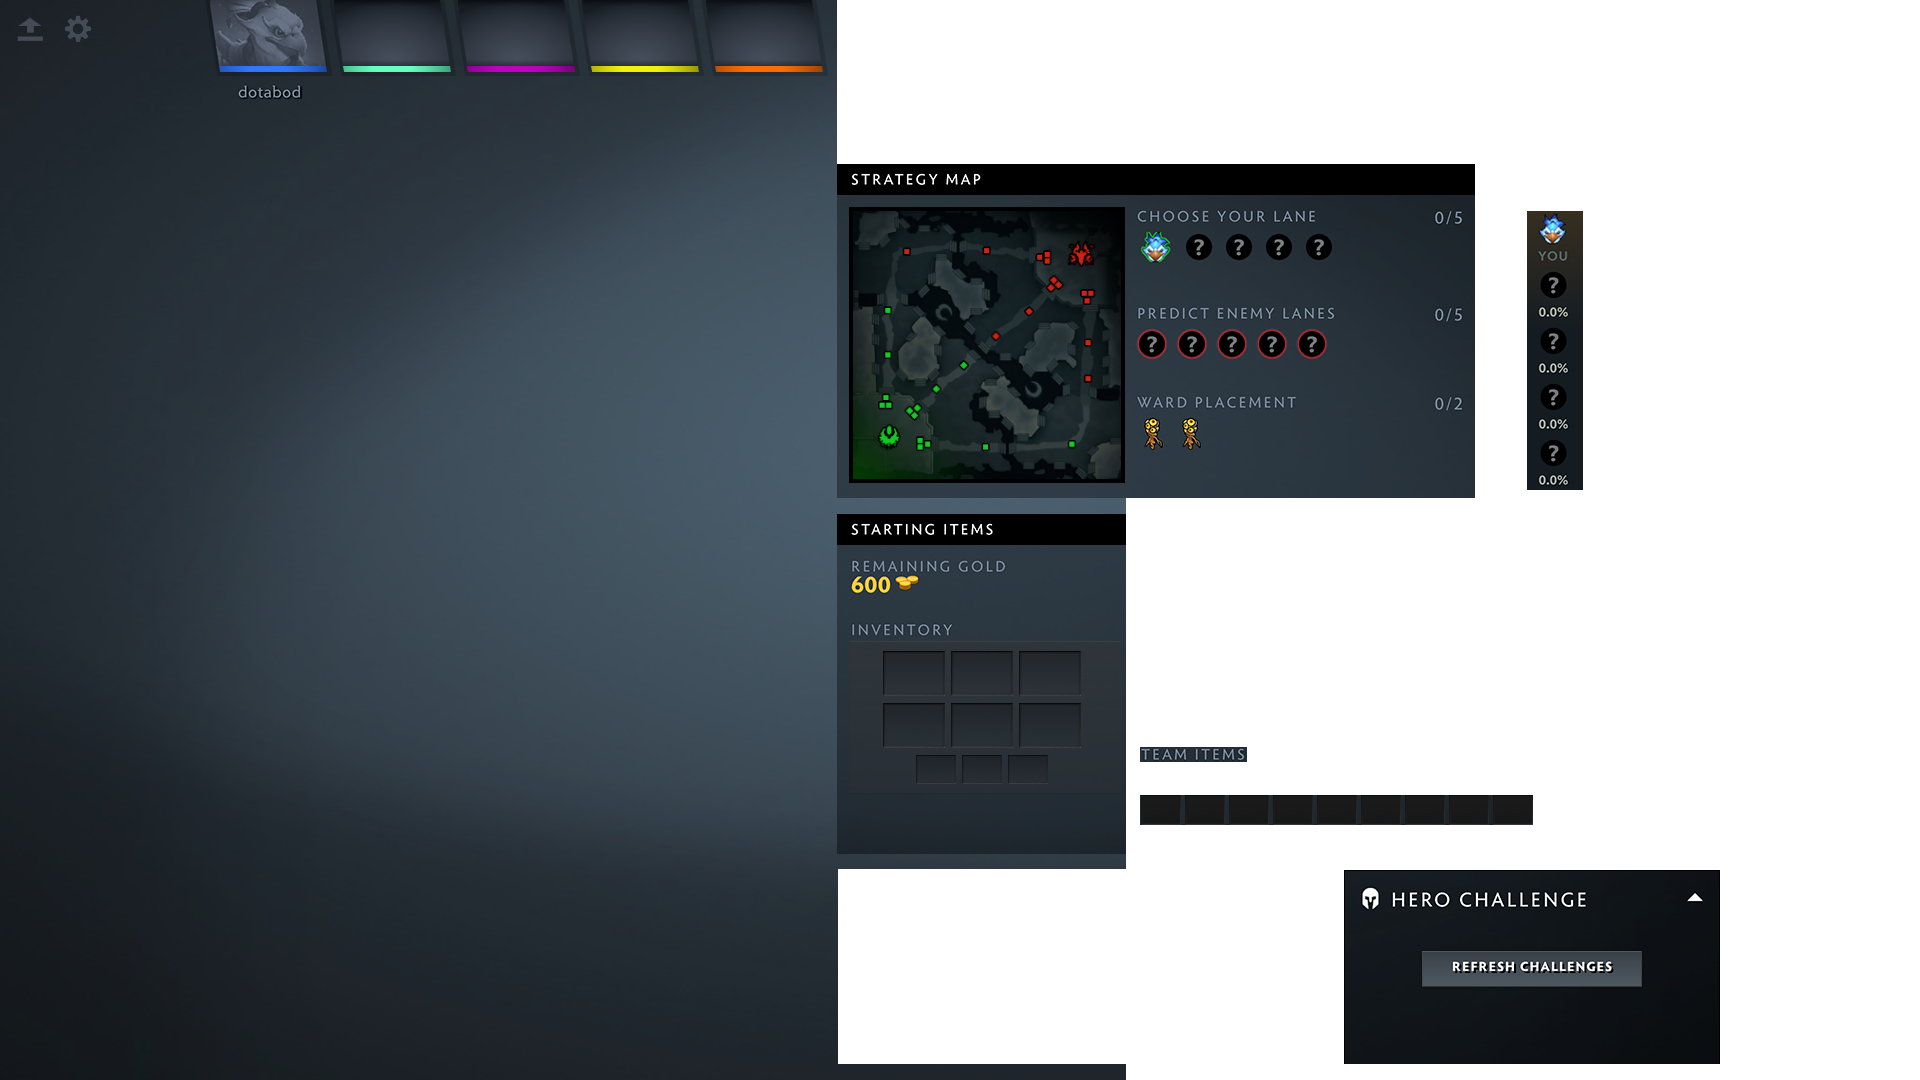 dotabod
STRATEGY MAP
CHOOSE YOUR LANE 0/5
? ? ? ?
PREDICT ENEMY LANES 0/5
? ? ? ? ?
WARD PLACEMENT 0/2
YOU
?
0.0%
?
0.0%
?
0.0%
?
0.0%
STARTING ITEMS
REMAINING GOLD
600
INVENTORY
TEAM ITEMS
HERO CHALLENGE
REFRESH CHALLENGES